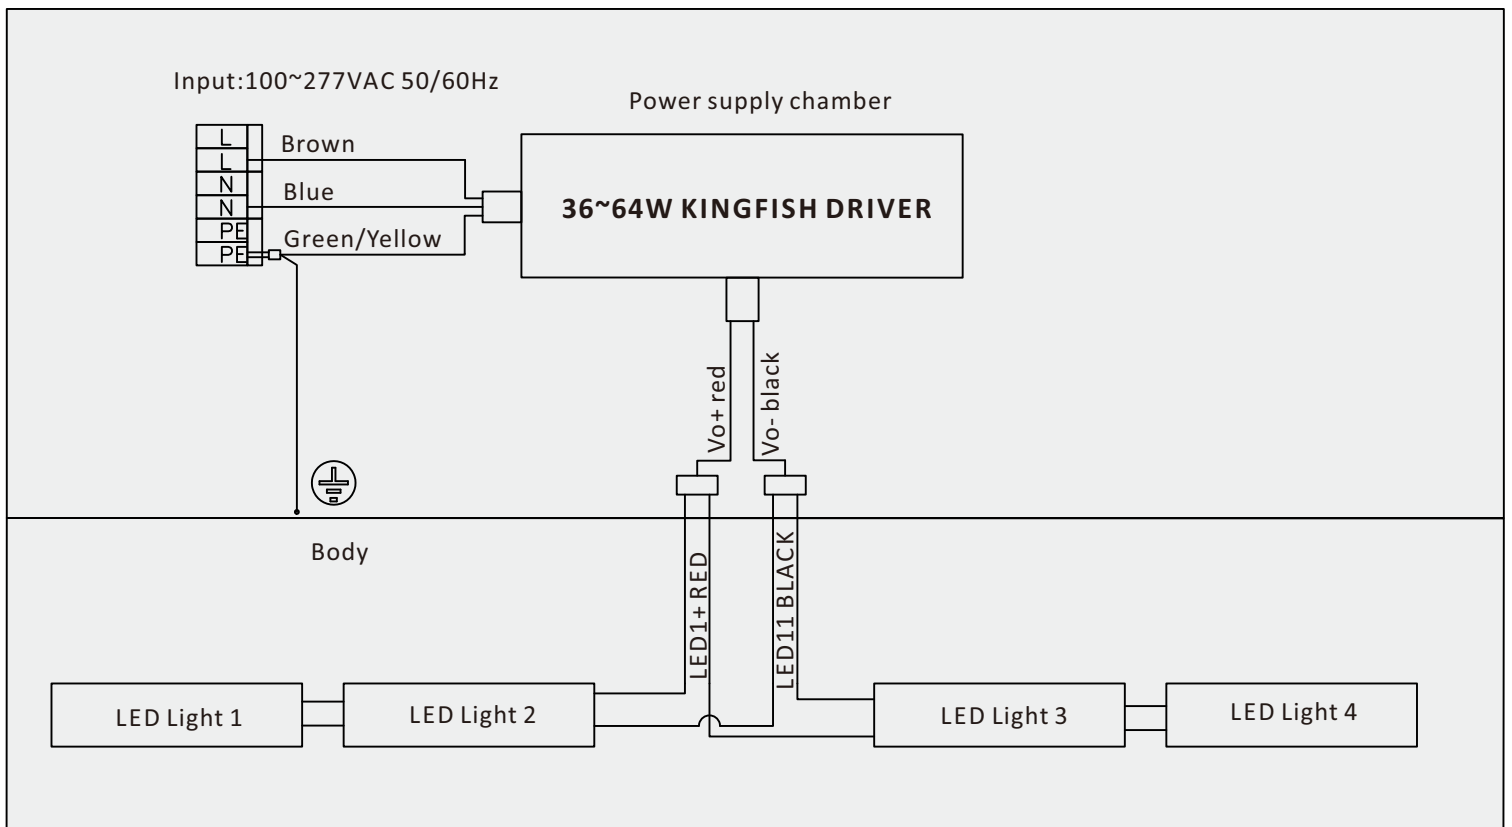 Input:100~277VAC 50/60Hz
Power supply chamber
L
L
N
N
PE
PE
Brown
Blue
Green/Yellow
36~64W KINGFISH DRIVER
Vo+ red
Vo- black
Body
LED1+ RED
LED11 BLACK
LED Light 1
LED Light 2
LED Light 3
LED Light 4